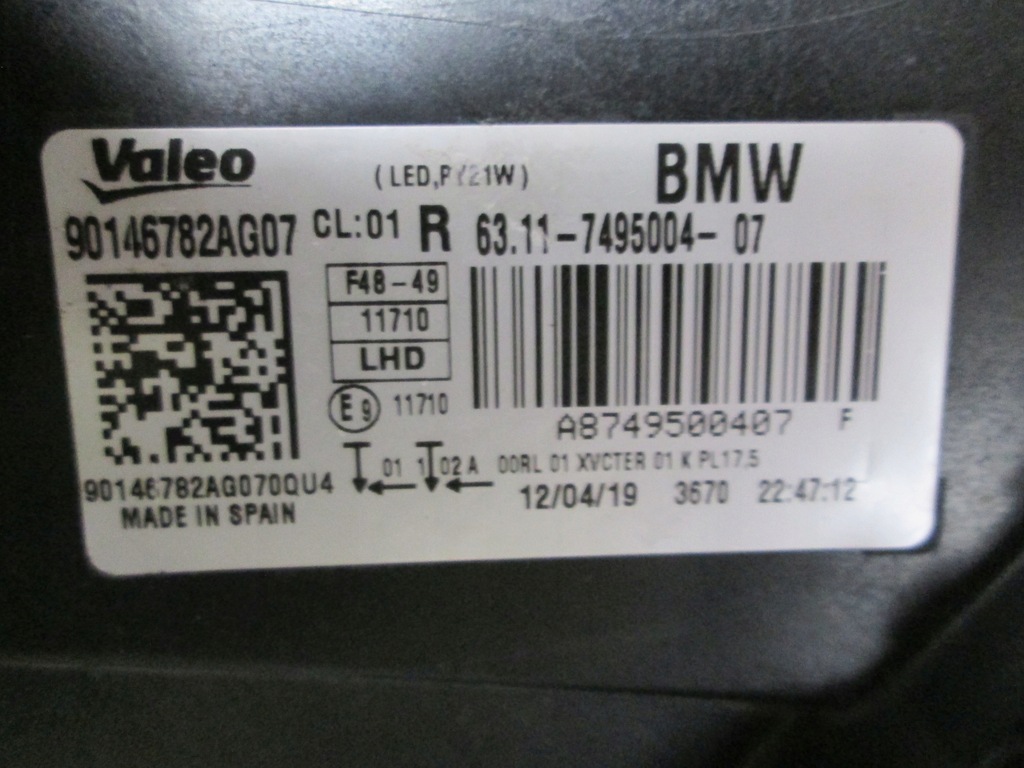 Valeo
(LED,PY21W)
BMW
90146782AG07 CL:01 R 63.11-7495004-07
F48-49
11710
LHD
E9 11710
A8749500407 F
01 1 02 A 00RL 01 XVCTER 01 K PL17.5
90146782AG070QU4
12/04/19 3670 22:47:12
MADE IN SPAIN